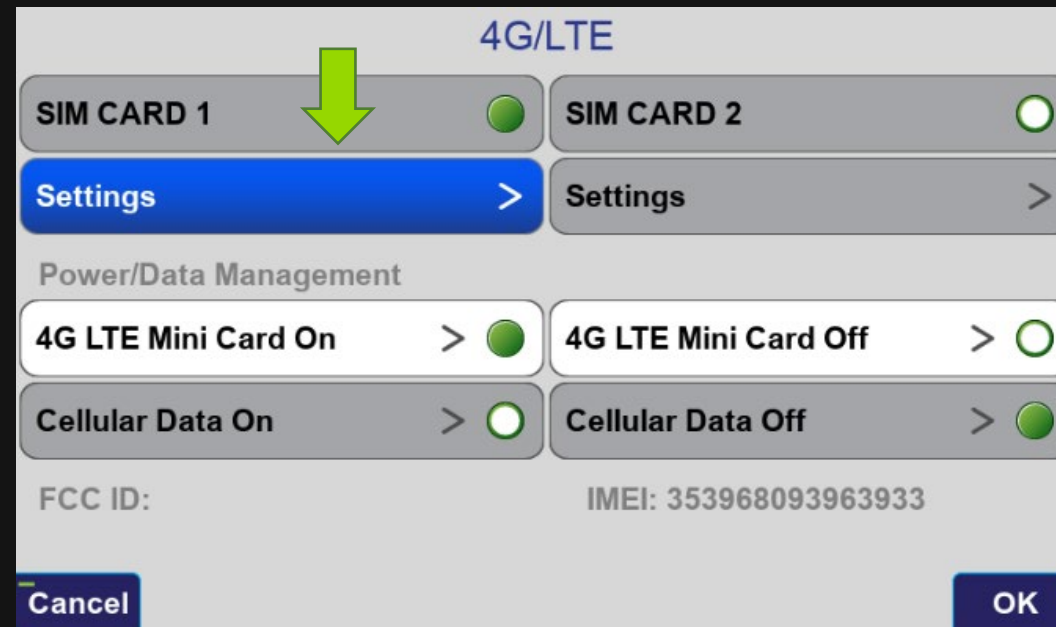 4G/LTE
SIM CARD 1 SIM CARD 2
Settings > Settings >
Power/Data Management
4G LTE Mini Card On > 4G LTE Mini Card Off >
Cellular Data On > Cellular Data Off >
FCC ID: IMEI: 353968093963933
Cancel OK